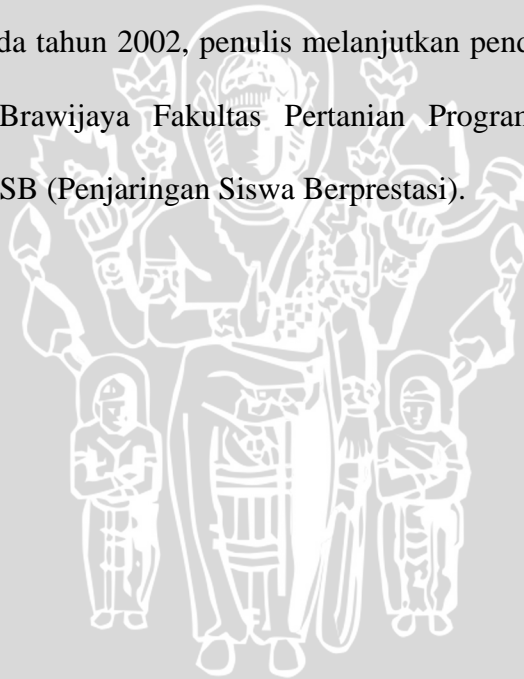 da tahun 2002, penulis melanjutkan pend
Brawijaya Fakultas Pertanian Program
SB (Penjaringan Siswa Berprestasi).